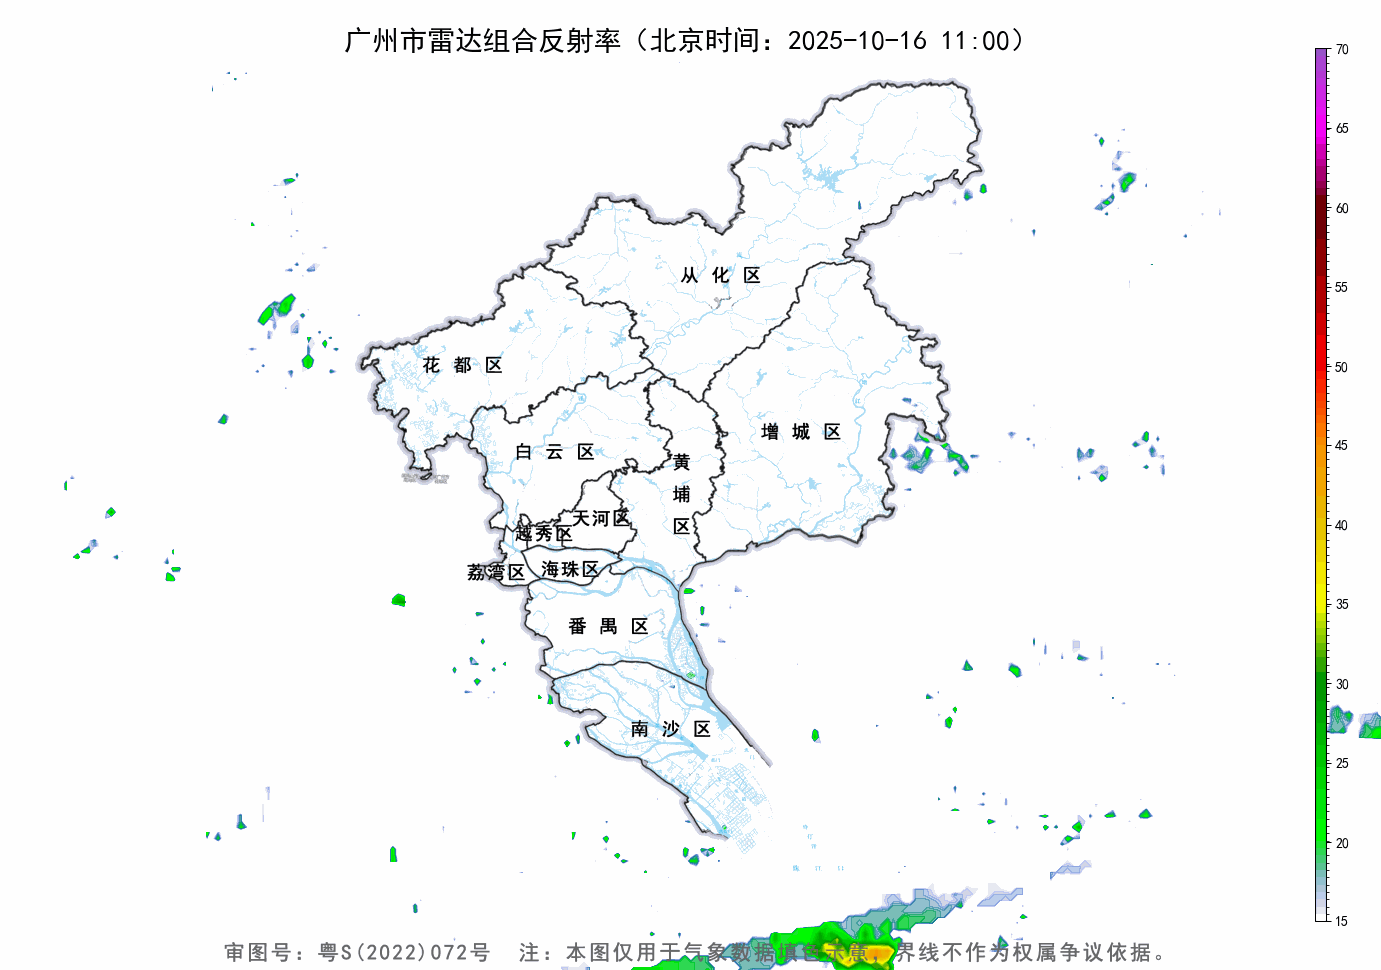 广州市雷达组合反射率（北京时间：2025-10-16 11:00）
70
65
60
55
50
45
40
35
30
25
20
15
从化区
花都区
增城区
白云区
黄埔区
天河区
越秀区
荔湾区
海珠区
番禺区
南沙区
审图号：粤S(2022)072号 注：本图仅用于气象数据填色示意，界线不作为权属争议依据。